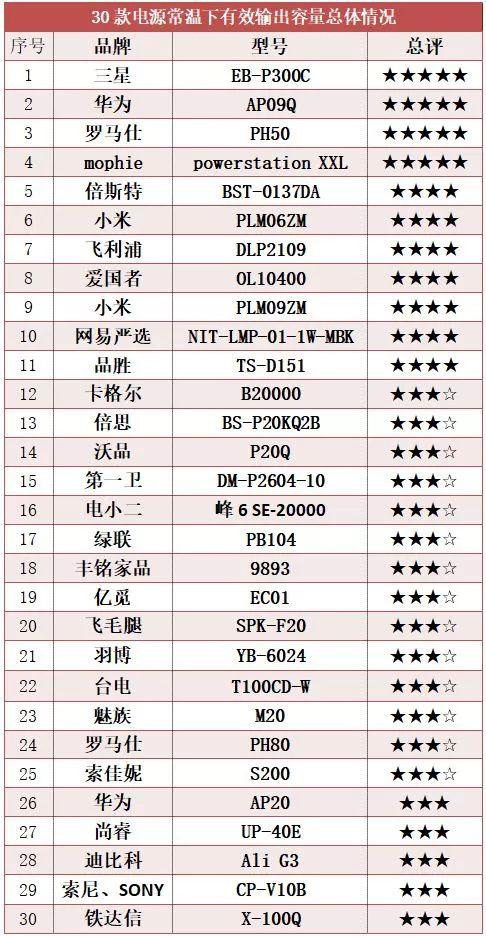 30款电源常温下有效输出容量总体情况
序号 品牌 型号 总评
1 三星 EB-P300C ★★★★★
2 华为 AP09Q ★★★★★
3 罗马仕 PH50 ★★★★★
4 mophie powerstation XXL ★★★★★
5 倍斯特 BST-0137DA ★★★★
6 小米 PLM06ZM ★★★★
7 飞利浦 DLP2109 ★★★★
8 爱国者 OL10400 ★★★★
9 小米 PLM09ZM ★★★★
10 网易严选 NIT-LMP-01-1W-MBK ★★★★
11 品胜 TS-D151 ★★★★
12 卡格尔 B20000 ★★★☆
13 倍思 BS-P20KQ2B ★★★☆
14 沃品 P20Q ★★★☆
15 第一卫 DM-P2604-10 ★★★☆
16 电小二 峰6 SE-20000 ★★★☆
17 绿联 PB104 ★★★☆
18 丰铭家品 9893 ★★★☆
19 亿觅 EC01 ★★★☆
20 飞毛腿 SPK-F20 ★★★☆
21 羽博 YB-6024 ★★★☆
22 台电 T100CD-W ★★★☆
23 魅族 M20 ★★★☆
24 罗马仕 PH80 ★★★☆
25 索佳妮 S200 ★★★☆
26 华为 AP20 ★★★
27 尚睿 UP-40E ★★★
28 迪比科 Ali G3 ★★★
29 索尼、SONY CP-V10B ★★★
30 铁达信 X-100Q ★★★